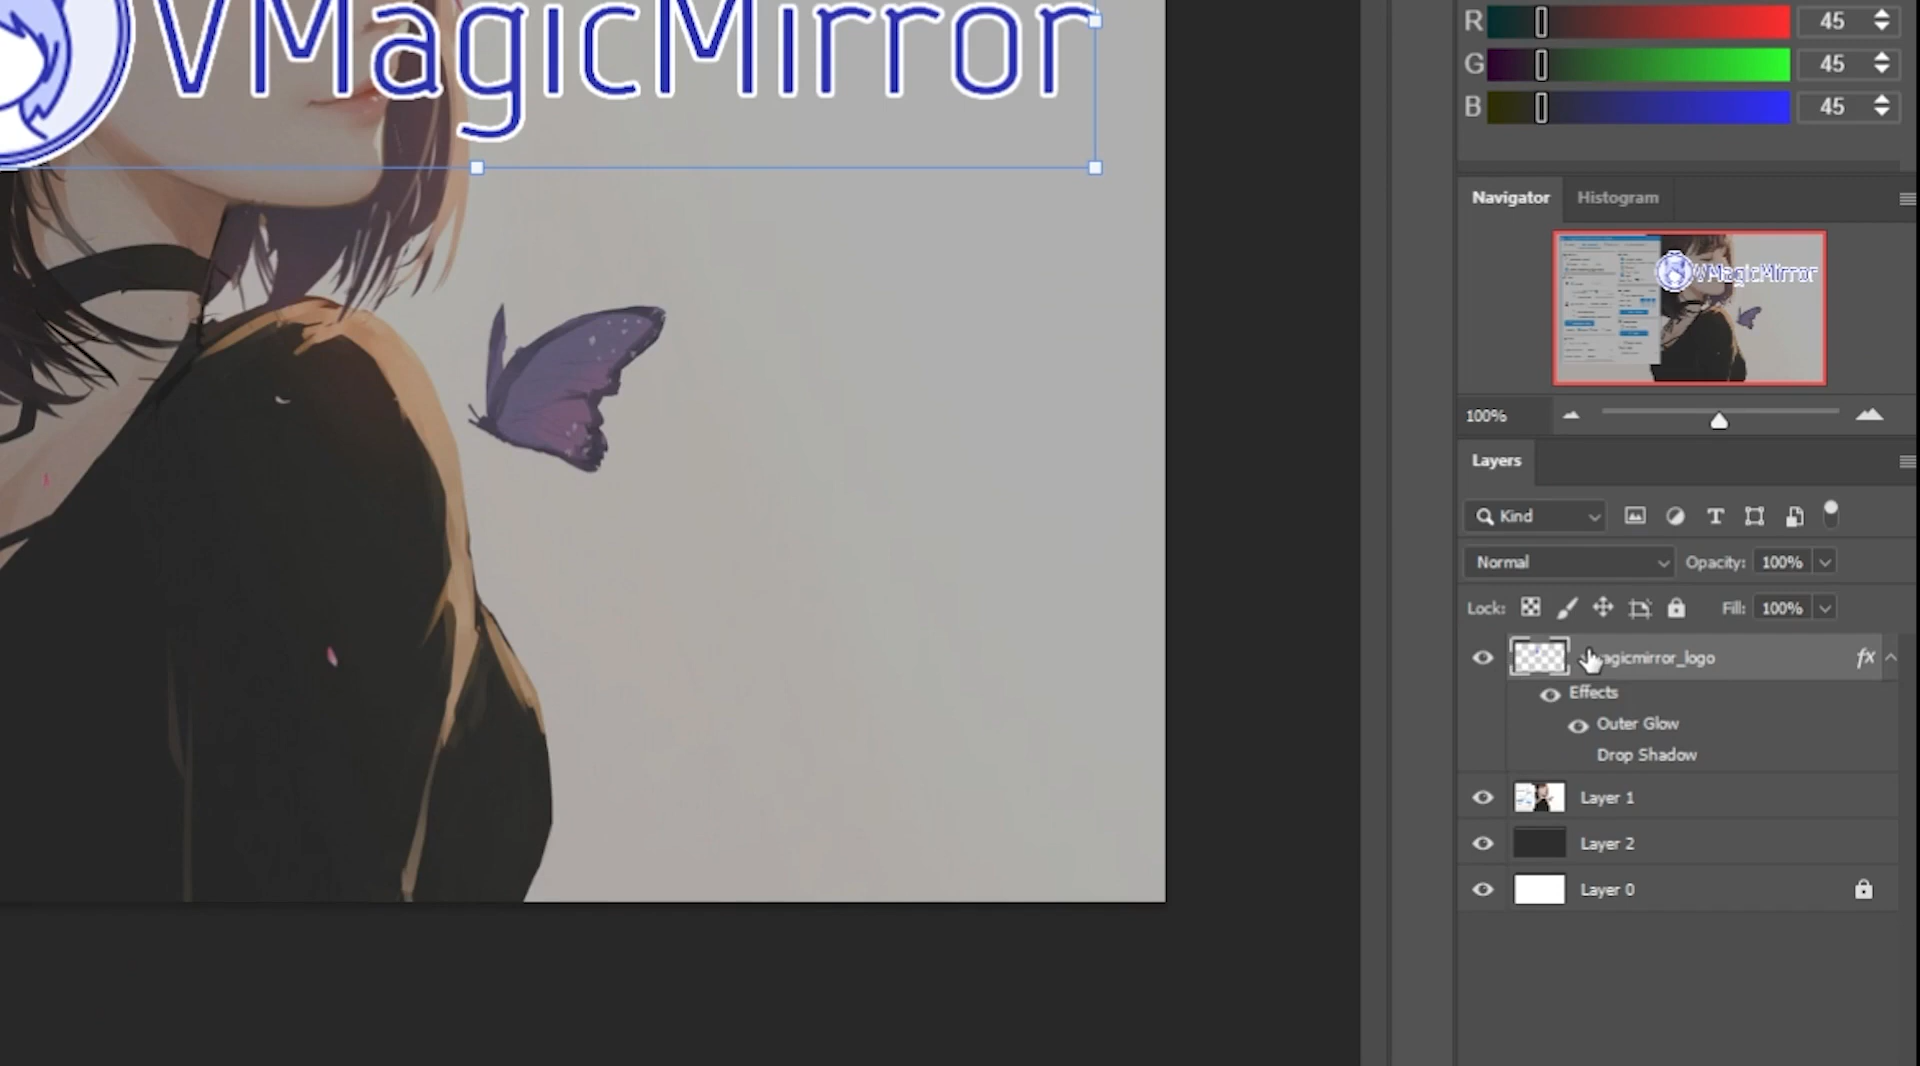 VMagicMirror
R 45
G 45
B 45
Navigator Histogram
VMagicMirror
100%
Layers
Kind
Normal Opacity: 100%
Lock: Fill: 100%
agicmirror_logo fx
Effects
Outer Glow
Drop Shadow
Layer 1
Layer 2
Layer 0